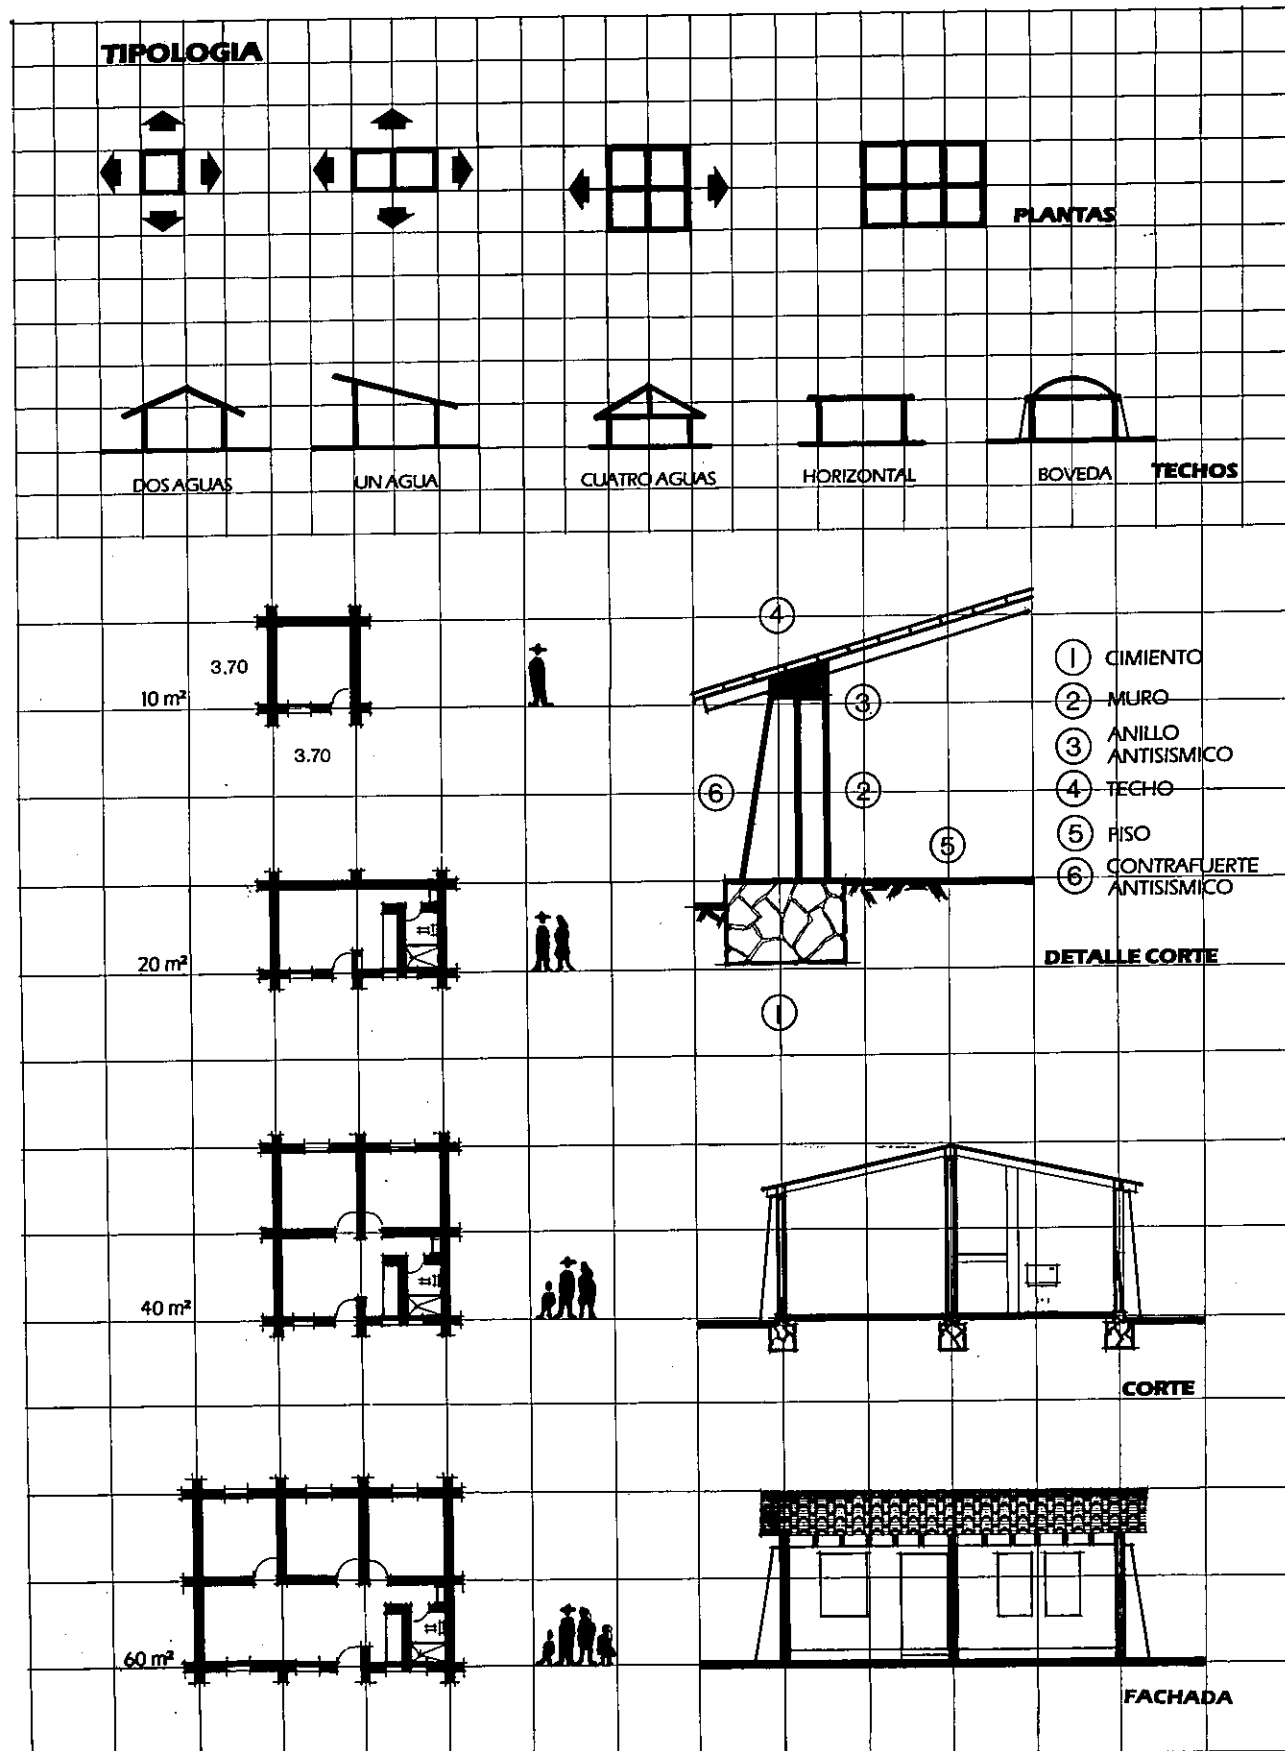 TIPOLOGIA
PLANTAS
DOS AGUAS
UN AGUA
CUATRO AGUAS
HORIZONTAL
BOVEDA
TECHOS
3.70
10 m²
3.70
20 m²
40 m²
60 m²
4
3
6
2
5
1
1 CIMIENTO
2 MURO
3 ANILLO
ANTISISMICO
4 TECHO
5 PISO
6 CONTRAFUERTE
ANTISISMICO
DETALLE CORTE
CORTE
FACHADA